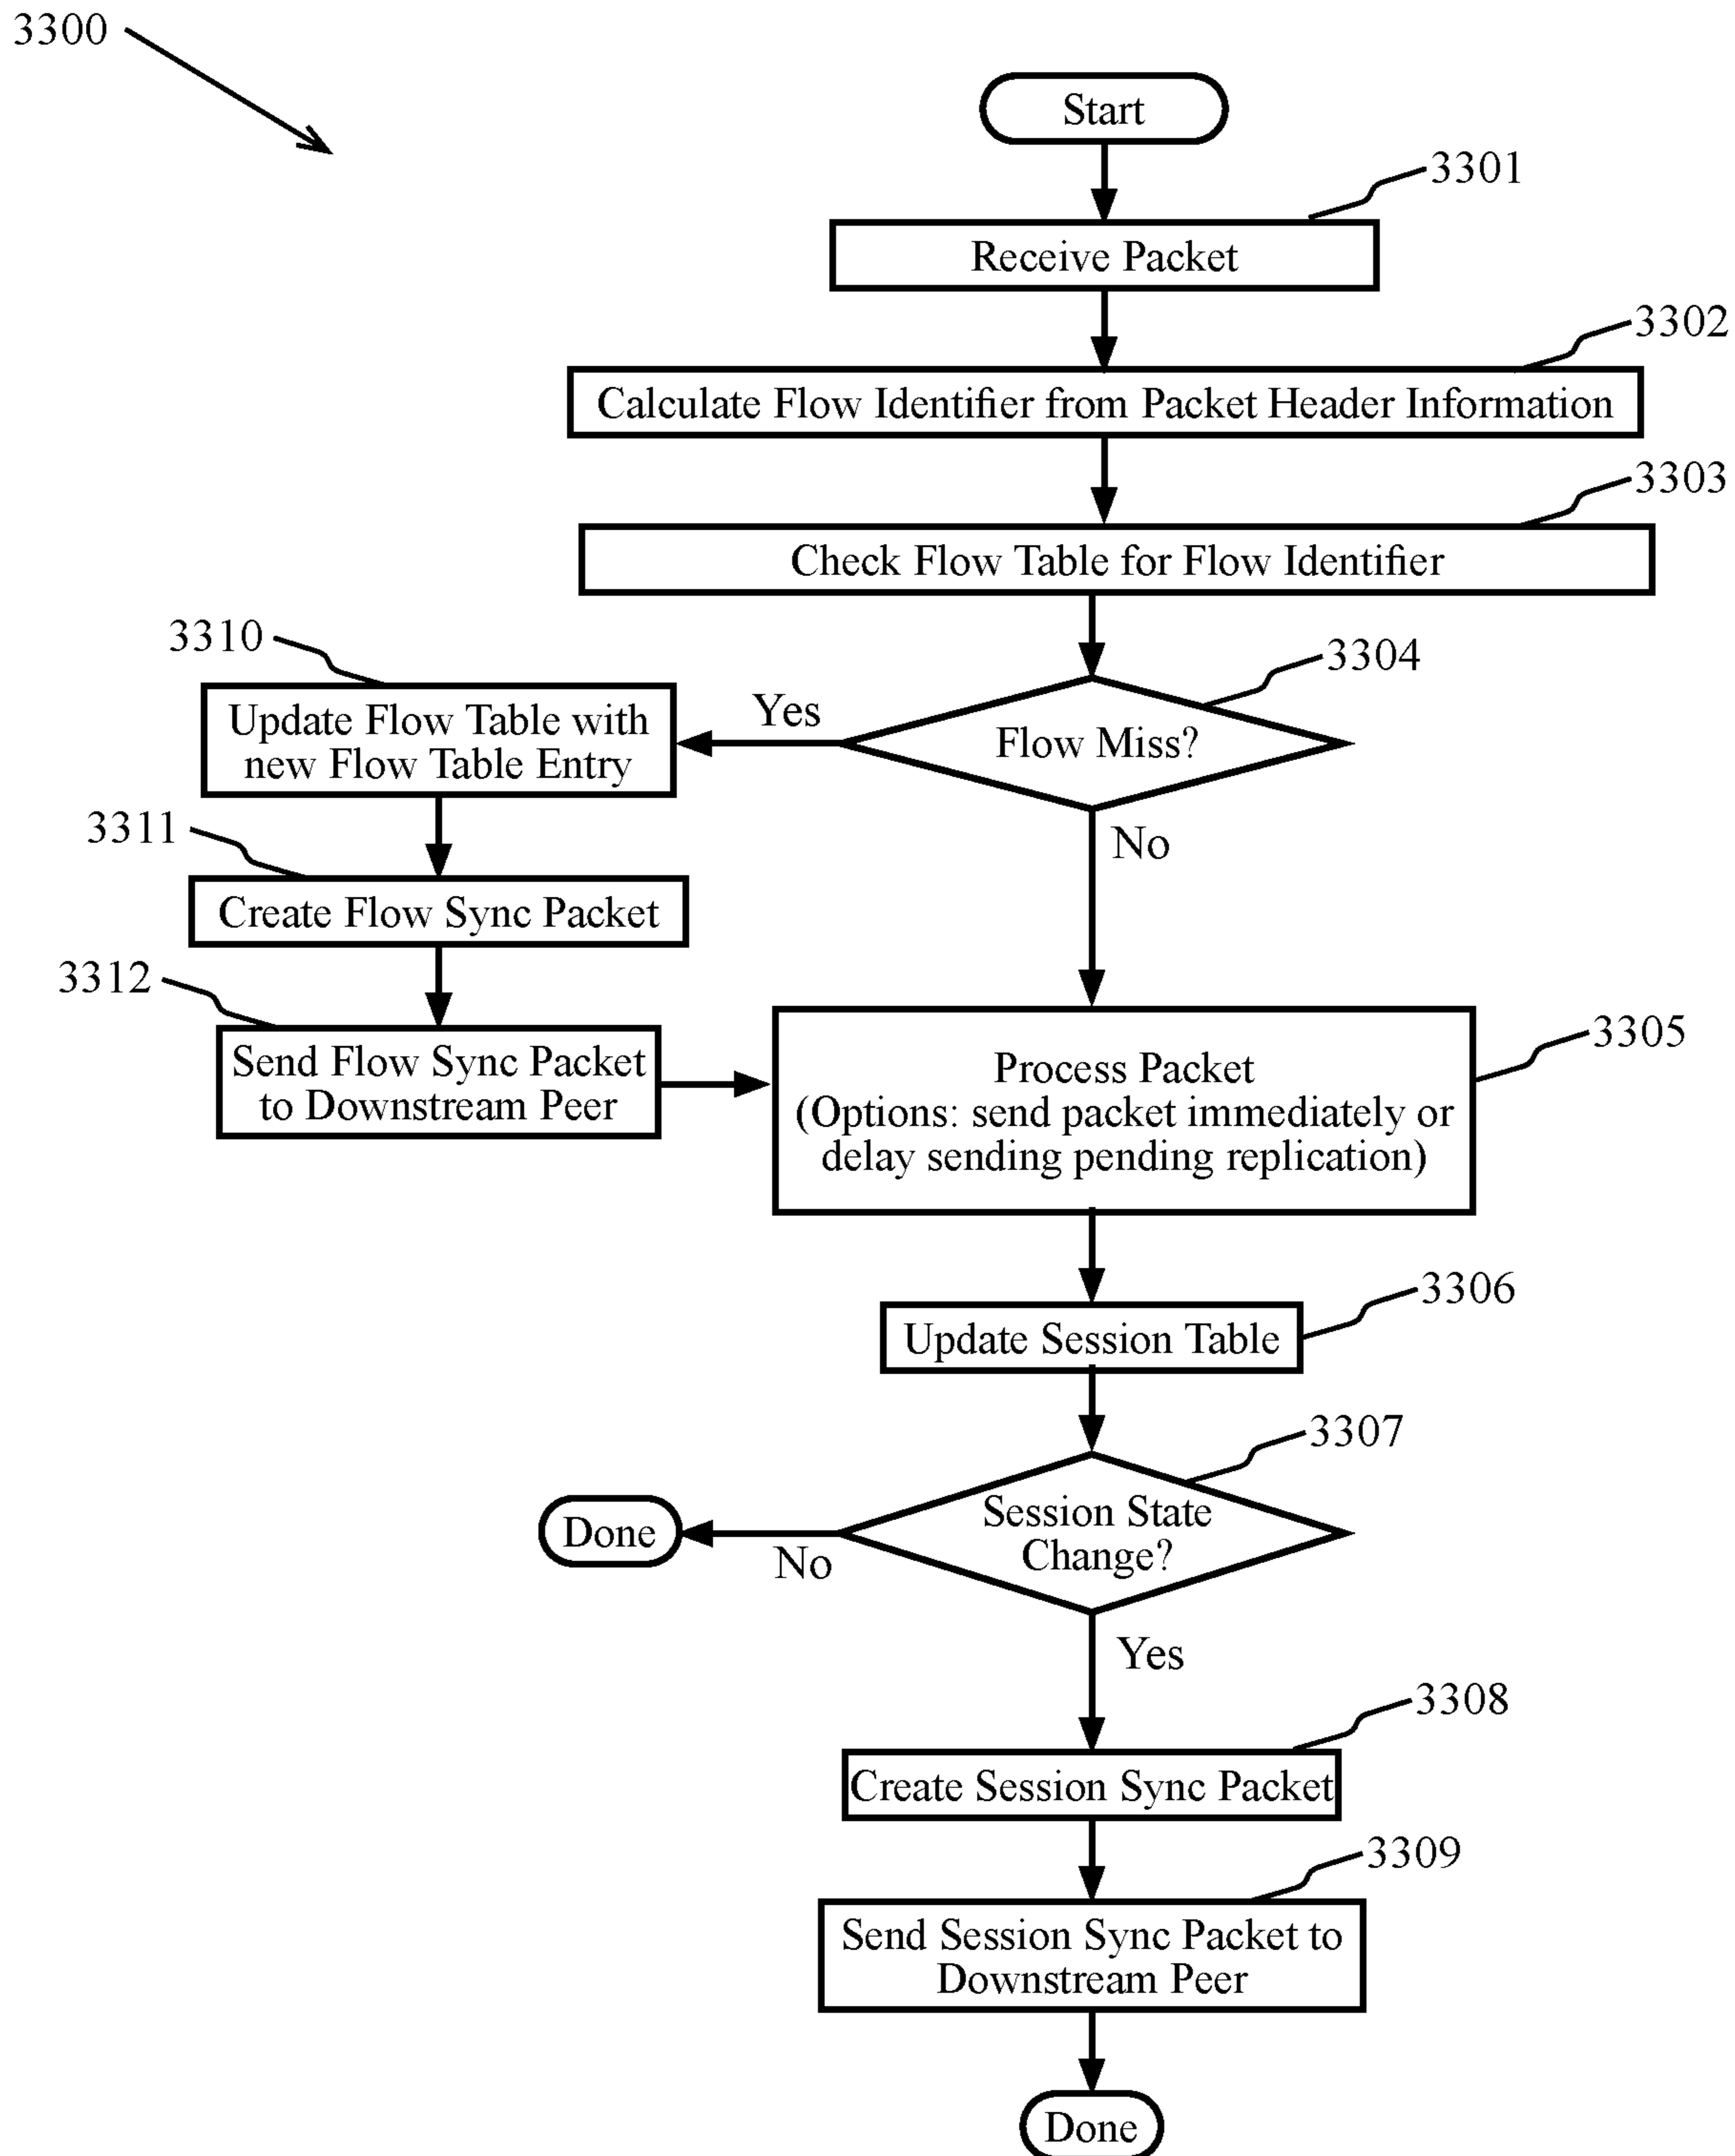 3300
Start
3301
Receive Packet
3302
Calculate Flow Identifier from Packet Header Information
3303
Check Flow Table for Flow Identifier
3304
Flow Miss?
Yes
No
3310
Update Flow Table with
new Flow Table Entry
3311
Create Flow Sync Packet
3312
Send Flow Sync Packet
to Downstream Peer
3305
Process Packet
(Options: send packet immediately or
delay sending pending replication)
3306
Update Session Table
3307
Session State
Change?
No
Done
Yes
3308
Create Session Sync Packet
3309
Send Session Sync Packet to
Downstream Peer
Done